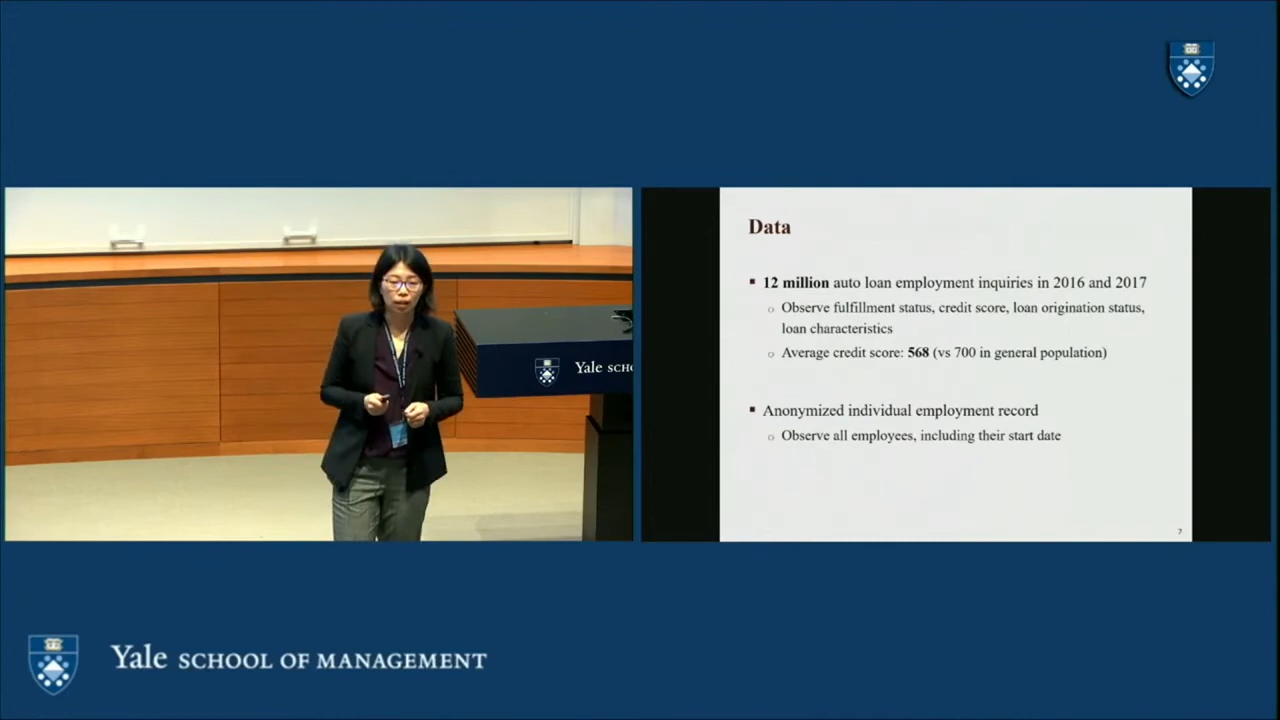 Yale SCH
Data
▪ 12 million auto loan employment inquiries in 2016 and 2017
o Observe fulfillment status, credit score, loan origination status,
loan characteristics
o Average credit score: 568 (vs 700 in general population)
▪ Anonymized individual employment record
o Observe all employees, including their start date
7
Yale SCHOOL OF MANAGEMENT